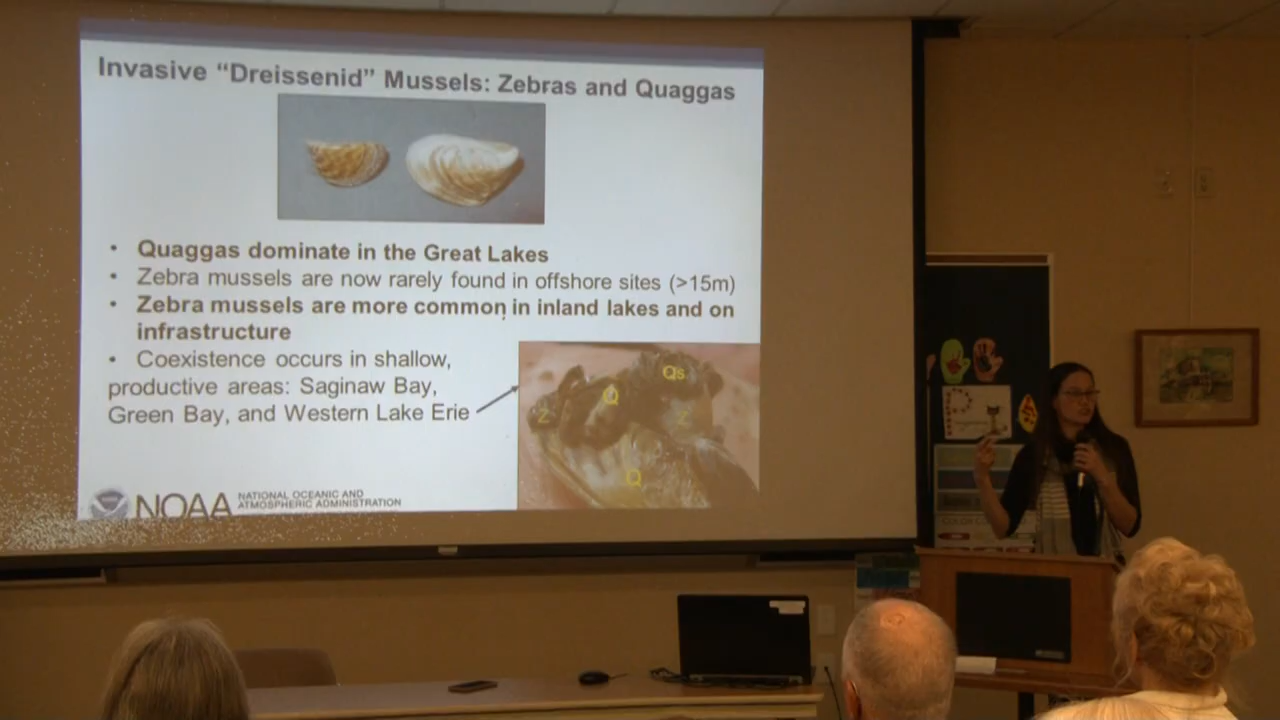 Invasive “Dreissenid” Mussels: Zebras and Quaggas
• Quaggas dominate in the Great Lakes
• Zebra mussels are now rarely found in offshore sites (>15m)
• Zebra mussels are more common in inland lakes and on
infrastructure
• Coexistence occurs in shallow,
productive areas: Saginaw Bay,
Green Bay, and Western Lake Erie
Qs
Q
Z
Z
Q
NOAA
NATIONAL OCEANIC AND
ATMOSPHERIC ADMINISTRATION